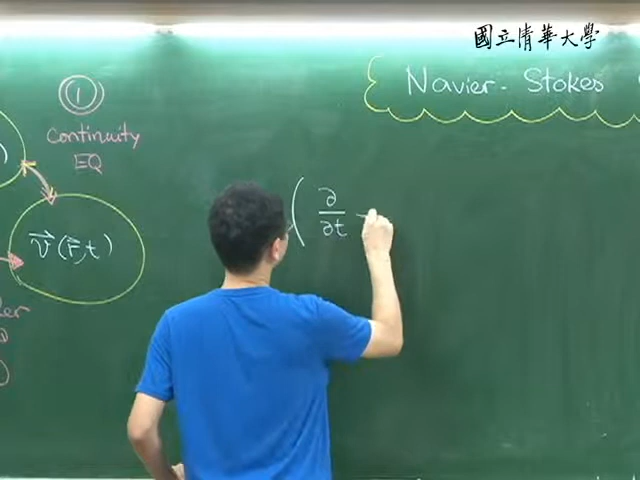 國立清華大學
Navier-Stokes
①
Continuity
EQ
v⃗(r⃗,t)
( ∂/∂t -